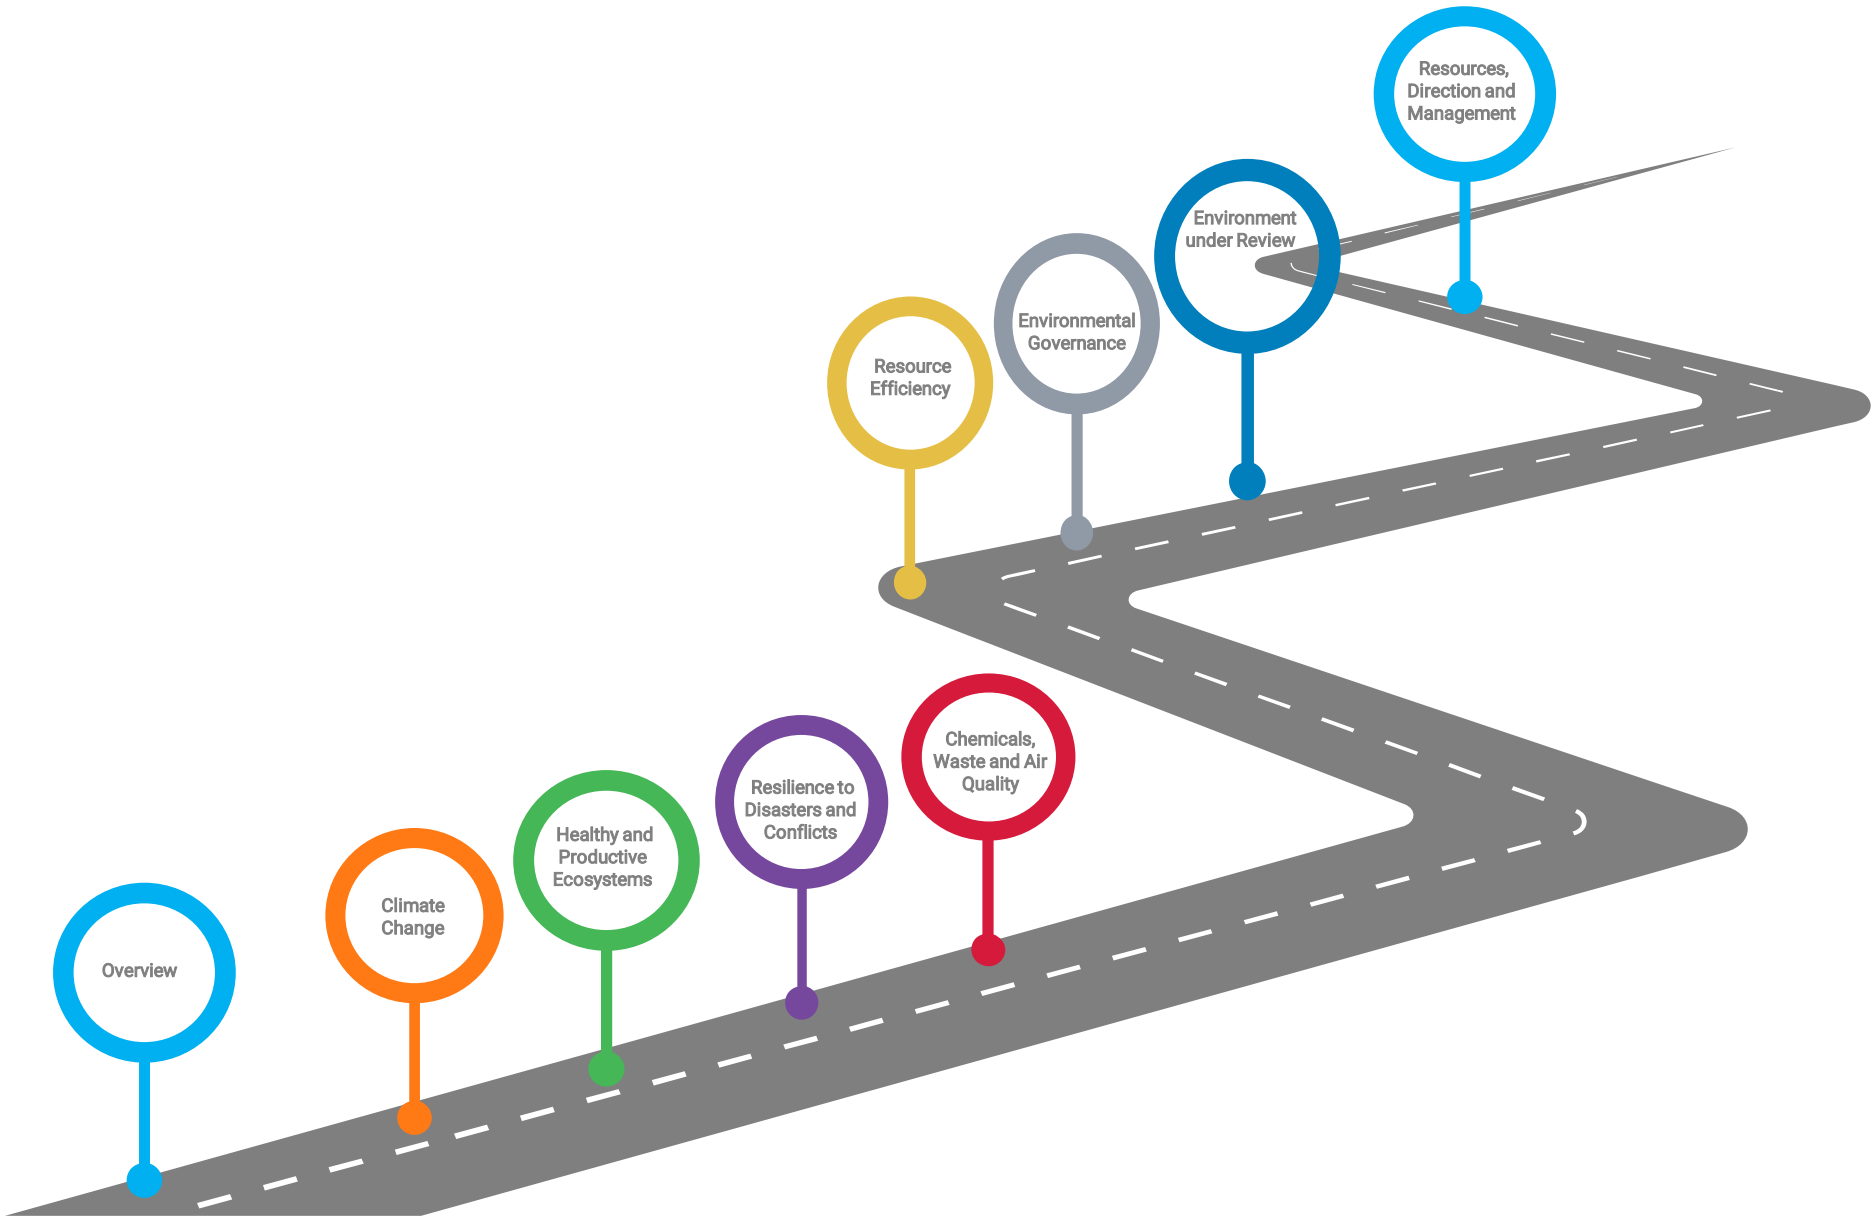 Resources,
Direction and
Management
Environment
under Review
Environmental
Governance
Resource
Efficiency
Chemicals,
Waste and Air
Quality
Resilience to
Disasters and
Conflicts
Healthy and
Productive
Ecosystems
Climate
Change
Overview